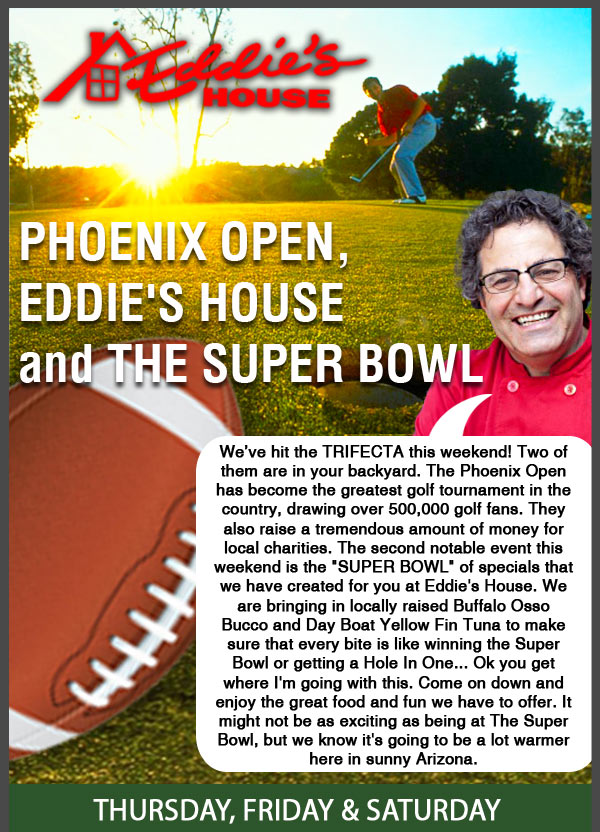 Eddie's
HOUSE
PHOENIX OPEN,
EDDIE'S HOUSE
and THE SUPER BOWL
We've hit the TRIFECTA this weekend! Two of
them are in your backyard. The Phoenix Open
has become the greatest golf tournament in the
country, drawing over 500,000 golf fans. They
also raise a tremendous amount of money for
local charities. The second notable event this
weekend is the "SUPER BOWL" of specials that
we have created for you at Eddie's House. We
are bringing in locally raised Buffalo Osso
Bucco and Day Boat Yellow Fin Tuna to make
sure that every bite is like winning the Super
Bowl or getting a Hole In One... Ok you get
where I'm going with this. Come on down and
enjoy the great food and fun we have to offer. It
might not be as exciting as being at The Super
Bowl, but we know it's going to be a lot warmer
here in sunny Arizona.
THURSDAY, FRIDAY & SATURDAY